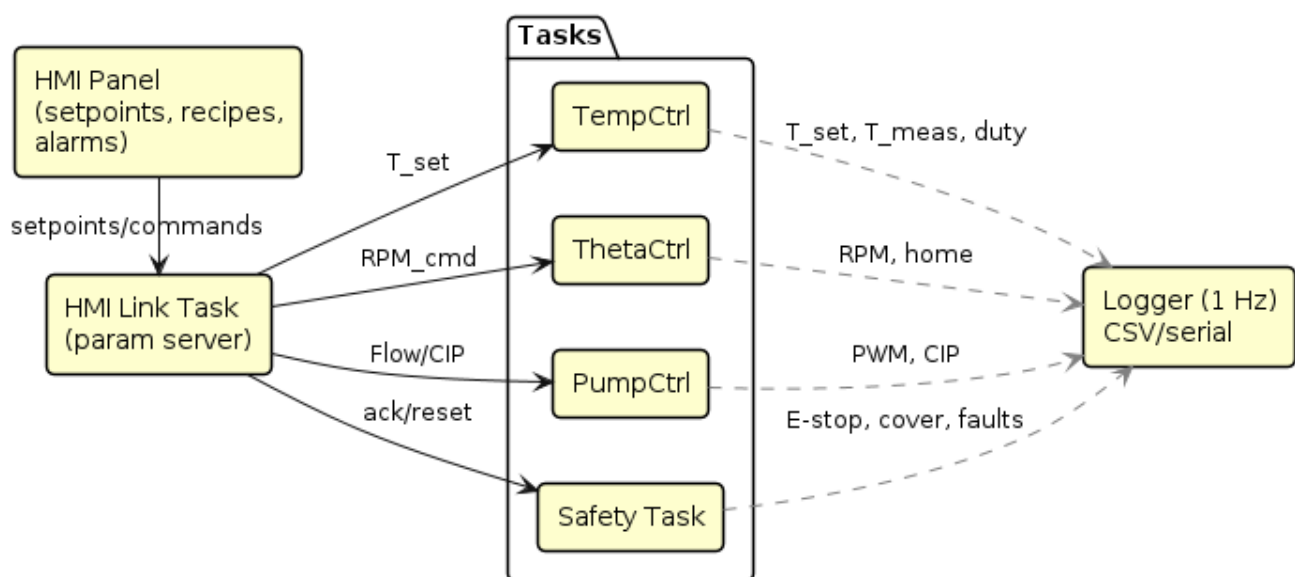 Tasks
HMI Panel
(setpoints, recipes,
alarms)
setpoints/commands
HMI Link Task
(param server)
T_set
RPM_cmd
Flow/CIP
ack/reset
TempCtrl
ThetaCtrl
PumpCtrl
Safety Task
T_set, T_meas, duty
RPM, home
PWM, CIP
E-stop, cover, faults
Logger (1 Hz)
CSV/serial